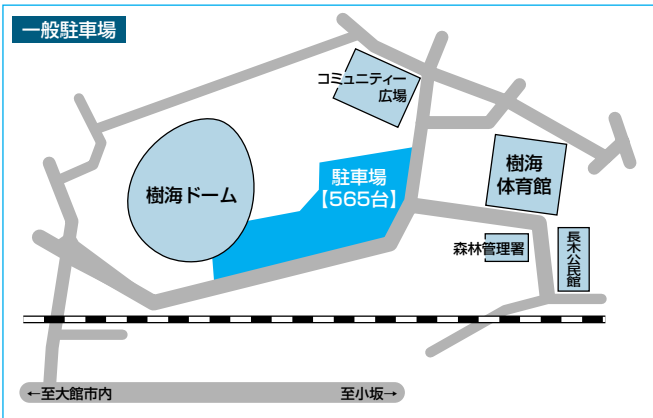 一般駐車場
コミュニティー
広場
樹海ドーム
駐車場
【565台】
樹海
体育館
森林管理署
長木公民館
←至大館市内
至小坂→